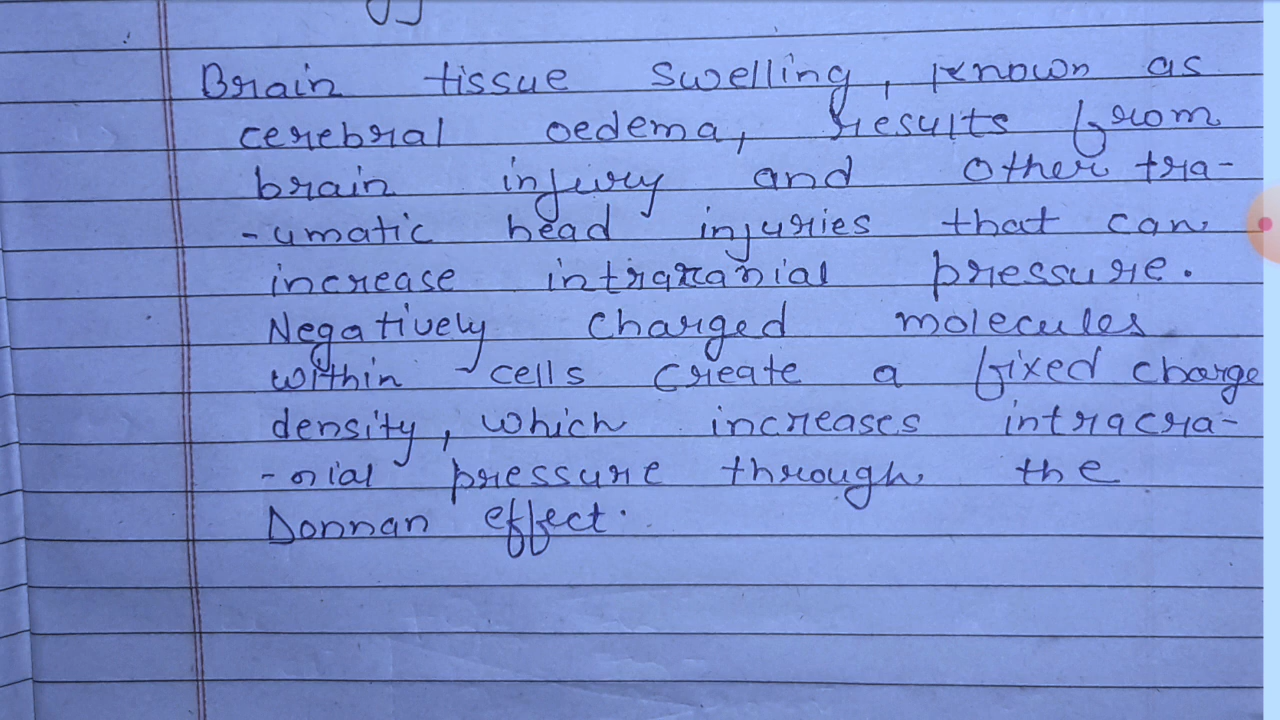 Brain tissue swelling, known as
cerebral oedema, results from
brain injury and other tra-
-umatic head injuries that can
increase intracranial pressure.
Negatively charged molecules
within cells create a fixed charge
density, which increases intracra-
-nial pressure through the
Donnan effect.